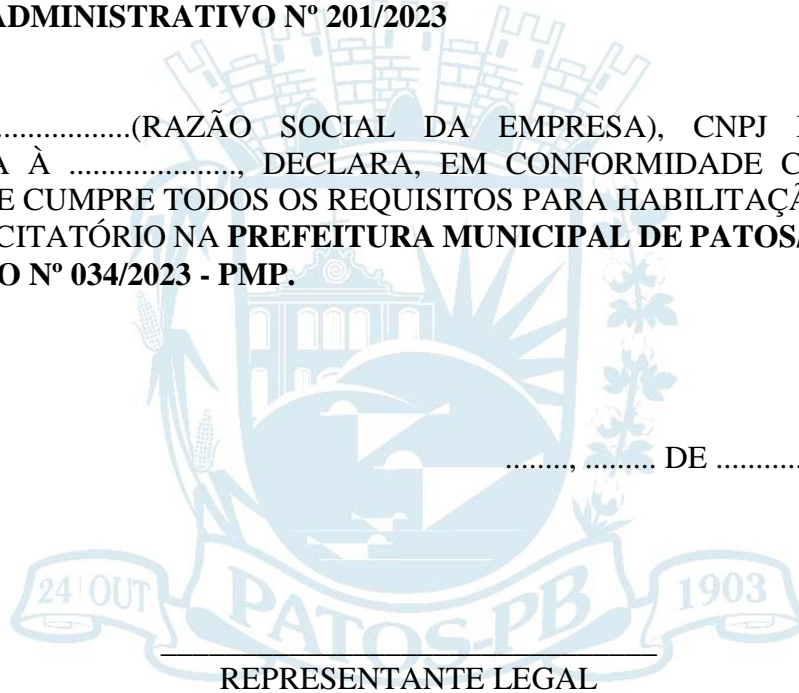 ADMINISTRATIVO Nº 201/2023
.................(RAZÃO SOCIAL DA EMPRESA), CNPJ
A À ...................., DECLARA, EM CONFORMIDADE C
E CUMPRE TODOS OS REQUISITOS PARA HABILITAÇÃ
CITATÓRIO NA PREFEITURA MUNICIPAL DE PATOS/
O Nº 034/2023 - PMP.
........, ......... DE ............
24 OUT
PATOS-PB
1903
REPRESENTANTE LEGAL